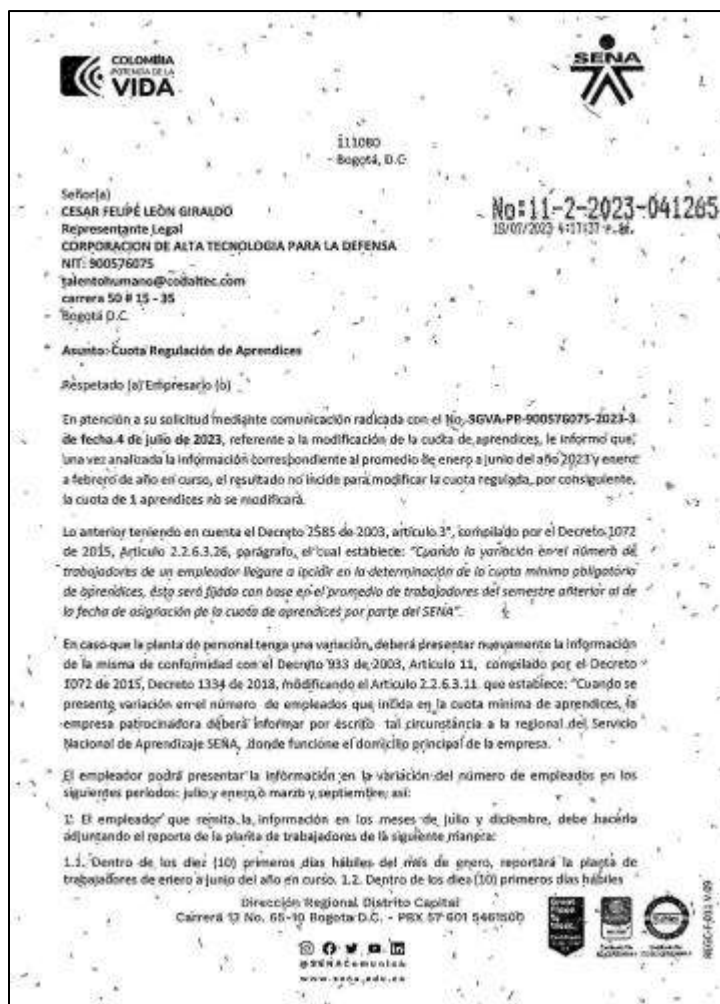 COLOMBIA
POTENCIA DE LA
VIDA
SENA
111080
Bogotá, D.C
Señor(a)
CESAR FELIPE LEÓN GIRALDO
Representante Legal
CORPORACION DE ALTA TECNOLOGIA PARA LA DEFENSA
NIT: 900576075
talentohumano@codaltec.com
carrera 50 # 15 - 35
Bogotá D.C.
No:11-2-2023-041265
18/07/2023 4:17:37 p.m.
Asunto: Cuota Regulación de Aprendices
Respetado (a) Empresario (b)
En atención a su solicitud mediante comunicación radicada con el No. SGVA-PP-900576075-2023-3
de fecha 4 de julio de 2023, referente a la modificación de la cuota de aprendices, le informo que,
una vez analizada la información correspondiente al promedio de enero a junio del año 2023 y enero
a febrero de año en curso, el resultado no incide para modificar la cuota regulada, por consiguiente,
la cuota de 1 aprendices no se modificará.
Lo anterior teniendo en cuenta el Decreto 2585 de 2003, artículo 3°, compilado por el Decreto 1072
de 2015, Artículo 2.2.6.3.26, parágrafo, el cual establece: "Cuando la variación en el número de
trabajadores de un empleador llegare a incidir en la determinación de la cuota mínima obligatoria
de aprendices, ésta será fijada con base en el promedio de trabajadores del semestre anterior al de
la fecha de asignación de la cuota de aprendices por parte del SENA".
En caso que la planta de personal tenga una variación, deberá presentar nuevamente la información
de la misma de conformidad con el Decreto 933 de 2003, Artículo 11, compilado por el Decreto
1072 de 2015, Decreto 1334 de 2018, modificando el Artículo 2.2.6.3.11 que establece: "Cuando se
presente variación en el número de empleados que incida en la cuota mínima de aprendices, la
empresa patrocinadora deberá informar por escrito tal circunstancia a la regional del Servicio
Nacional de Aprendizaje SENA, donde funcione el domicilio principal de la empresa.
El empleador podrá presentar la información en la variación del número de empleados en los
siguientes periodos: julio y enero o marzo y septiembre, así:
1. El empleador que remita la información en los meses de julio y diciembre, debe hacerlo
adjuntando el reporte de la planta de trabajadores de la siguiente manera:
1.1. Dentro de los diez (10) primeros días hábiles del mes de enero, reportará la planta de
trabajadores de enero a junio del año en curso. 1.2. Dentro de los diez (10) primeros días hábiles
Dirección Regional Distrito Capital
Carrera 13 No. 65-10 Bogota D.C. - PBX 57 601 5461500
@SENAComunica
www.sena.edu.co
REGC-F-011 V.09